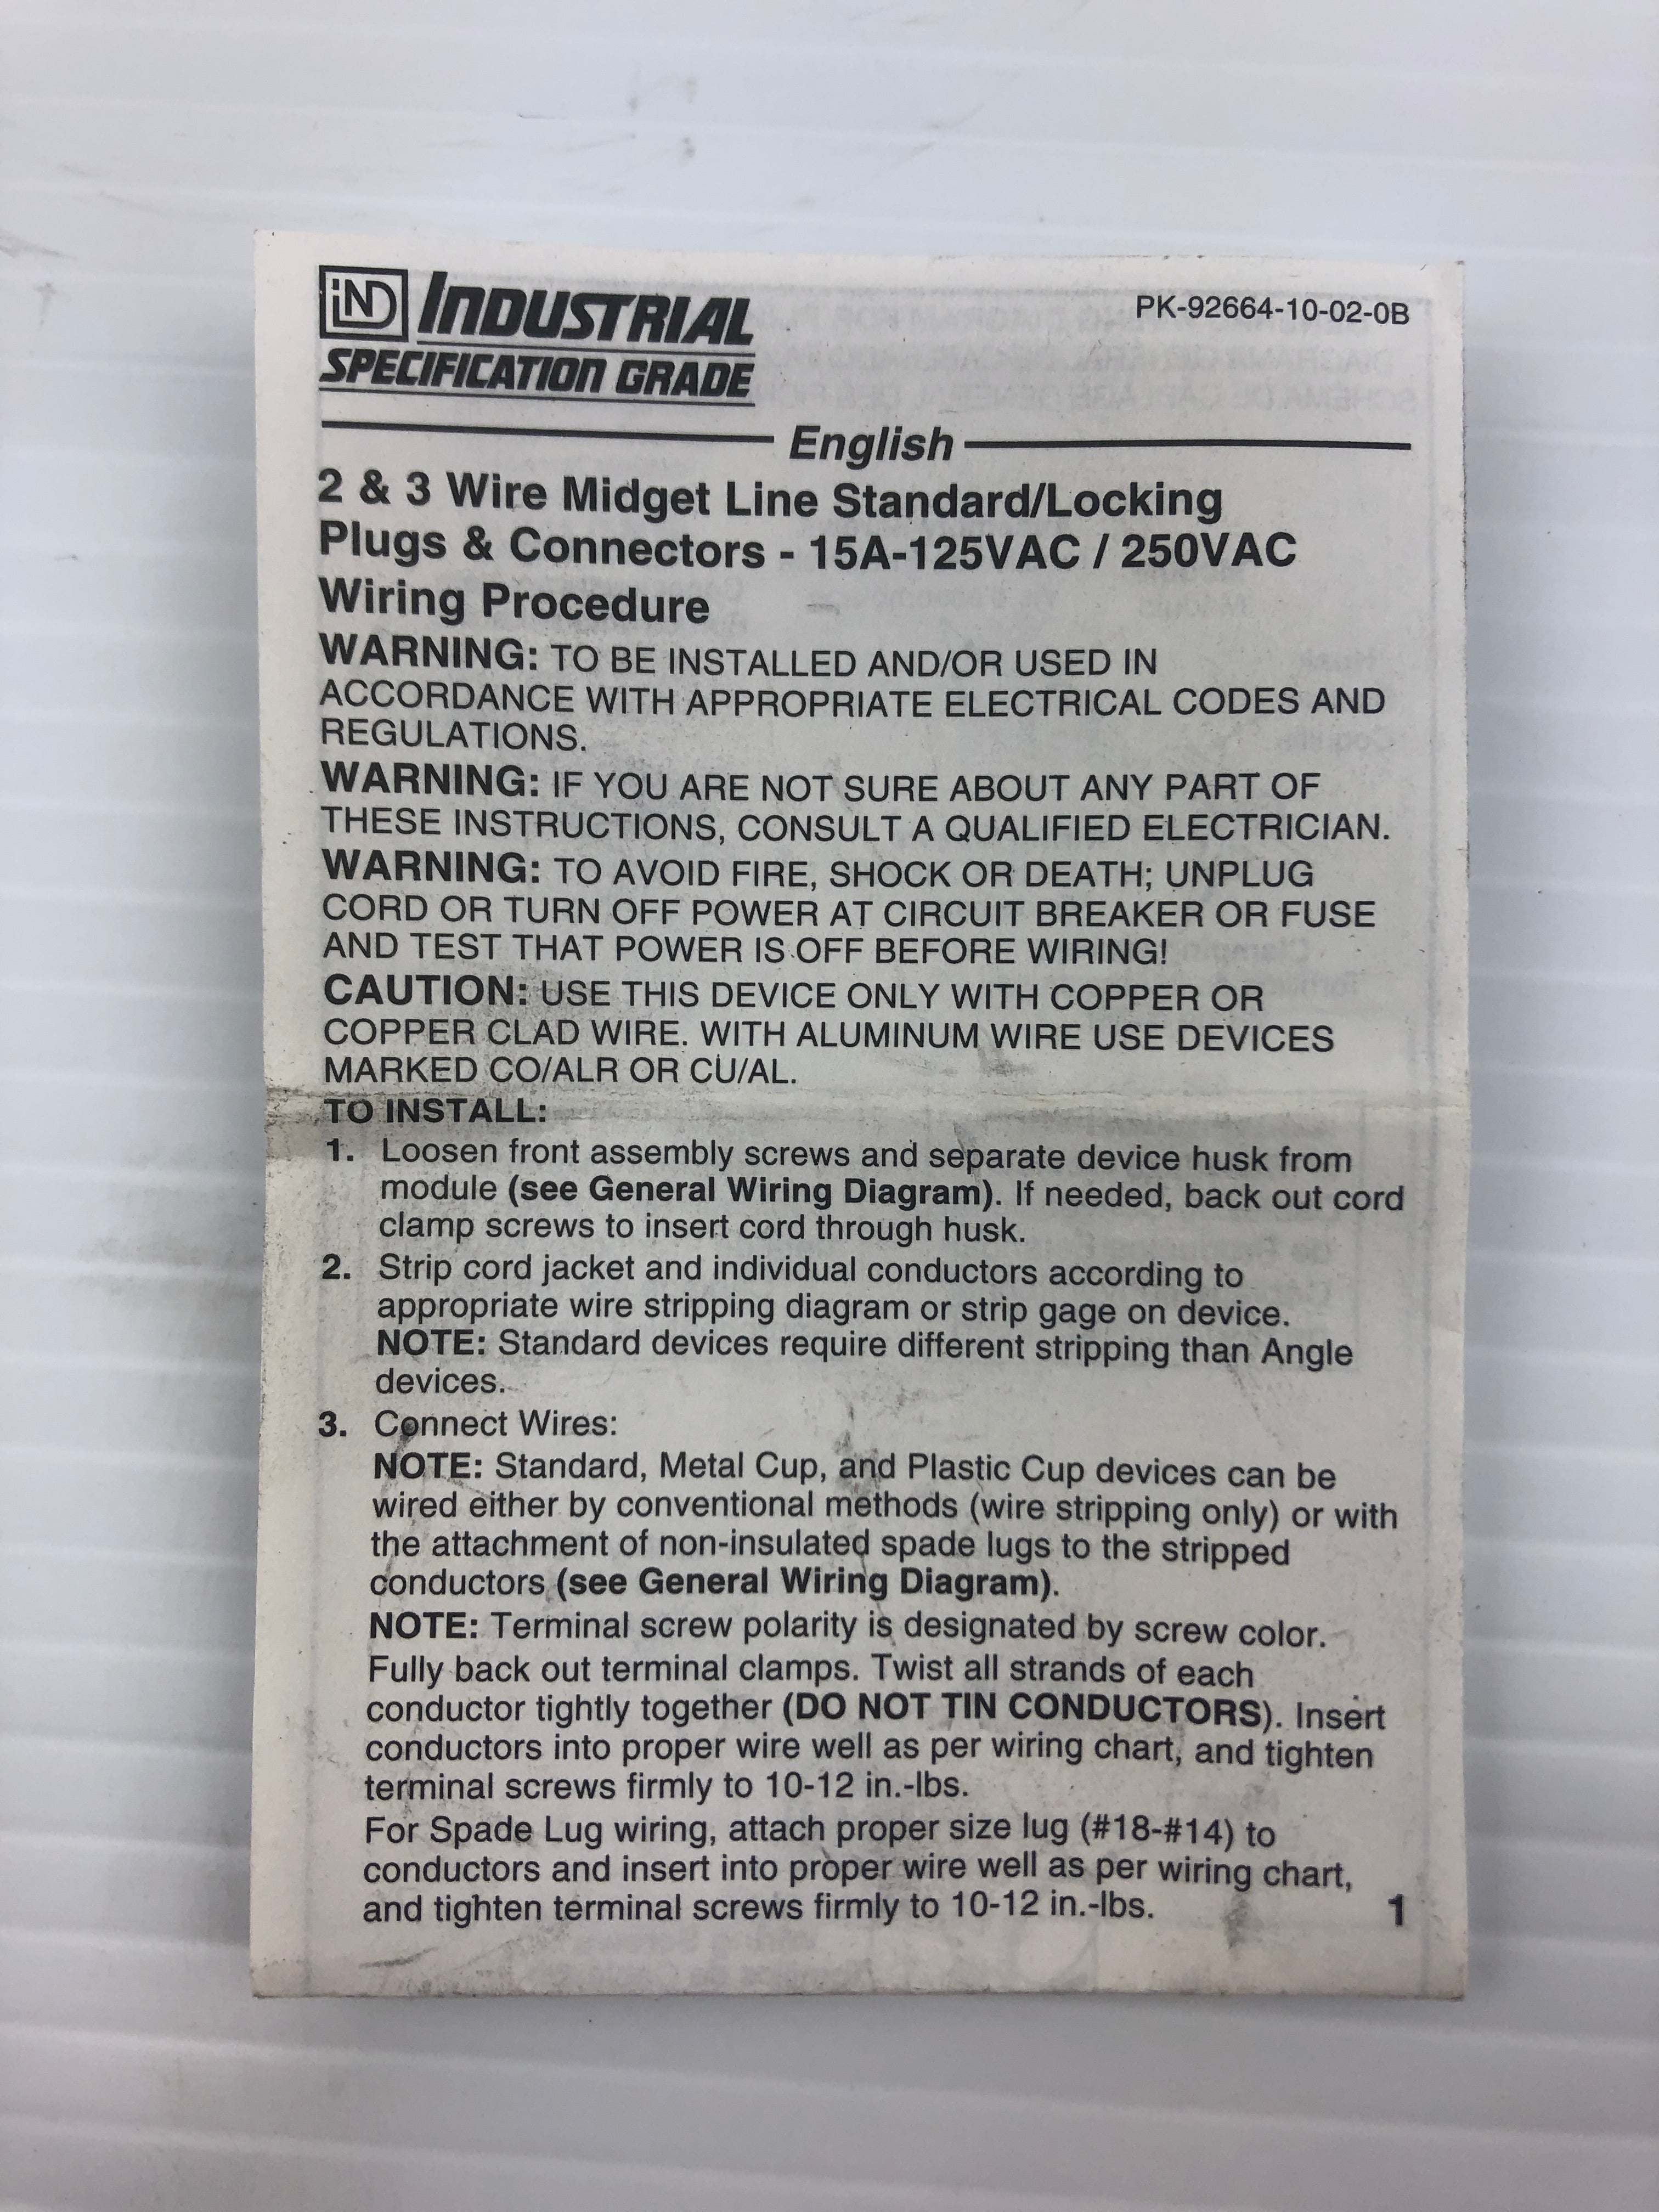 IND INDUSTRIAL
SPECIFICATION GRADE
PK-92664-10-02-0B
English
2 & 3 Wire Midget Line Standard/Locking
Plugs & Connectors - 15A-125VAC / 250VAC
Wiring Procedure
WARNING: TO BE INSTALLED AND/OR USED IN
ACCORDANCE WITH APPROPRIATE ELECTRICAL CODES AND
REGULATIONS.
WARNING: IF YOU ARE NOT SURE ABOUT ANY PART OF
THESE INSTRUCTIONS, CONSULT A QUALIFIED ELECTRICIAN.
WARNING: TO AVOID FIRE, SHOCK OR DEATH; UNPLUG
CORD OR TURN OFF POWER AT CIRCUIT BREAKER OR FUSE
AND TEST THAT POWER IS OFF BEFORE WIRING!
CAUTION: USE THIS DEVICE ONLY WITH COPPER OR
COPPER CLAD WIRE. WITH ALUMINUM WIRE USE DEVICES
MARKED CO/ALR OR CU/AL.
TO INSTALL:
1. Loosen front assembly screws and separate device husk from
module (see General Wiring Diagram). If needed, back out cord
clamp screws to insert cord through husk.
2. Strip cord jacket and individual conductors according to
appropriate wire stripping diagram or strip gage on device.
NOTE: Standard devices require different stripping than Angle
devices.
3. Connect Wires:
NOTE: Standard, Metal Cup, and Plastic Cup devices can be
wired either by conventional methods (wire stripping only) or with
the attachment of non-insulated spade lugs to the stripped
conductors (see General Wiring Diagram).
NOTE: Terminal screw polarity is designated by screw color.
Fully back out terminal clamps. Twist all strands of each
conductor tightly together (DO NOT TIN CONDUCTORS). Insert
conductors into proper wire well as per wiring chart, and tighten
terminal screws firmly to 10-12 in.-lbs.
For Spade Lug wiring, attach proper size lug (#18-#14) to
conductors and insert into proper wire well as per wiring chart,
and tighten terminal screws firmly to 10-12 in.-lbs.
1